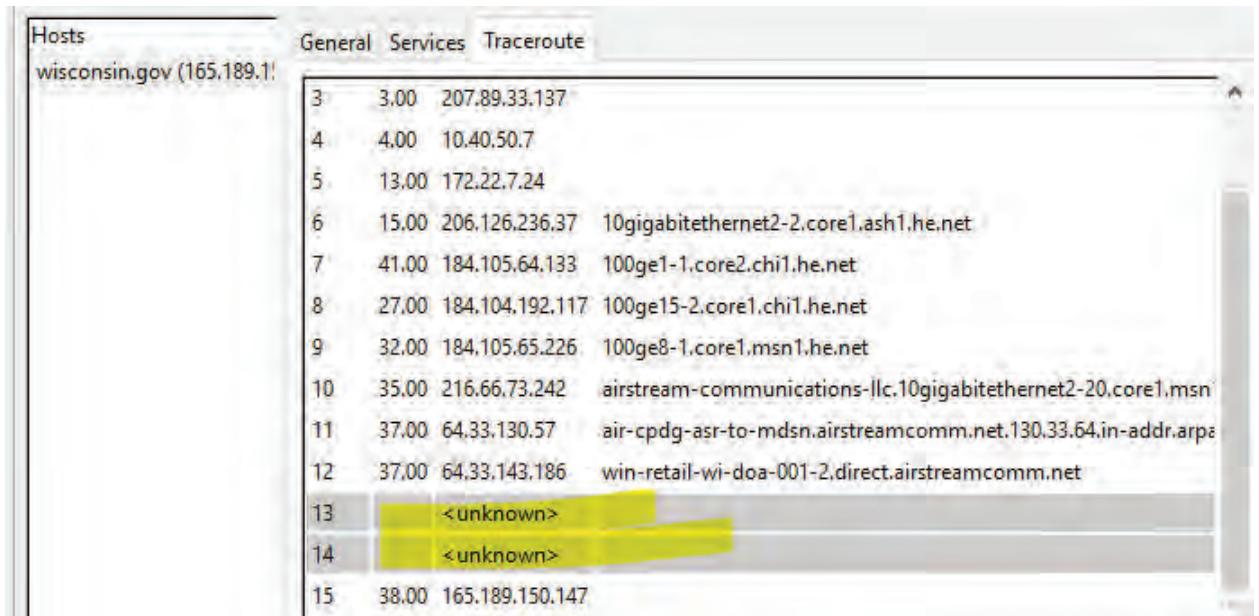 Hosts
wisconsin.gov (165.189.1
General Services Traceroute
3 3.00 207.89.33.137
4 4.00 10.40.50.7
5 13.00 172.22.7.24
6 15.00 206.126.236.37 10gigabitethernet2-2.core1.ash1.he.net
7 41.00 184.105.64.133 100ge1-1.core2.chi1.he.net
8 27.00 184.104.192.117 100ge15-2.core1.chi1.he.net
9 32.00 184.105.65.226 100ge8-1.core1.msn1.he.net
10 35.00 216.66.73.242 airstream-communications-llc.10gigabitethernet2-20.core1.msn
11 37.00 64.33.130.57 air-cpdg-asr-to-mdsn.airstreamcomm.net.130.33.64.in-addr.arpa
12 37.00 64.33.143.186 win-retail-wi-doa-001-2.direct.airstreamcomm.net
13 <unknown>
14 <unknown>
15 38.00 165.189.150.147